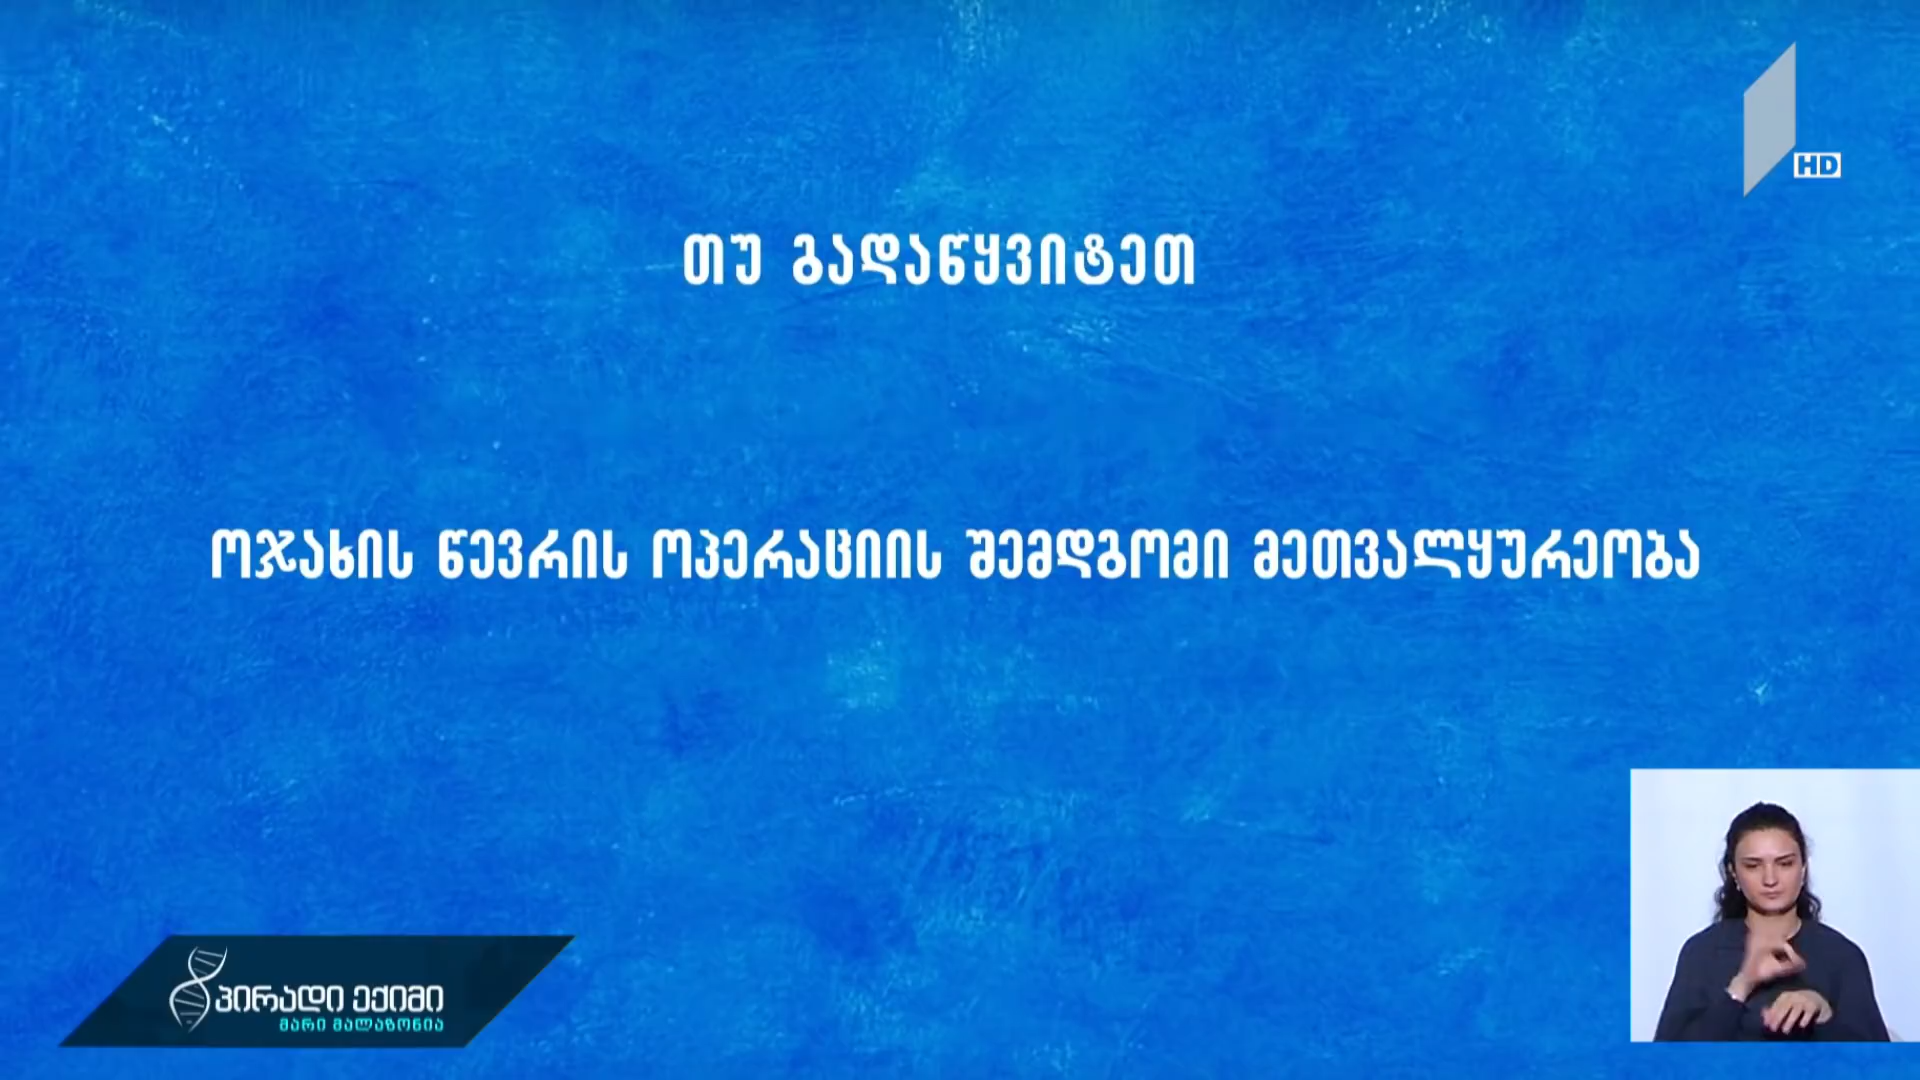 HD
თუ გადაწყვიტეთ
ოჯახის წევრის ოპერაციის შემდგომი მეთვალყურეობა
პირადი ექიმი
მარი მალაზონია